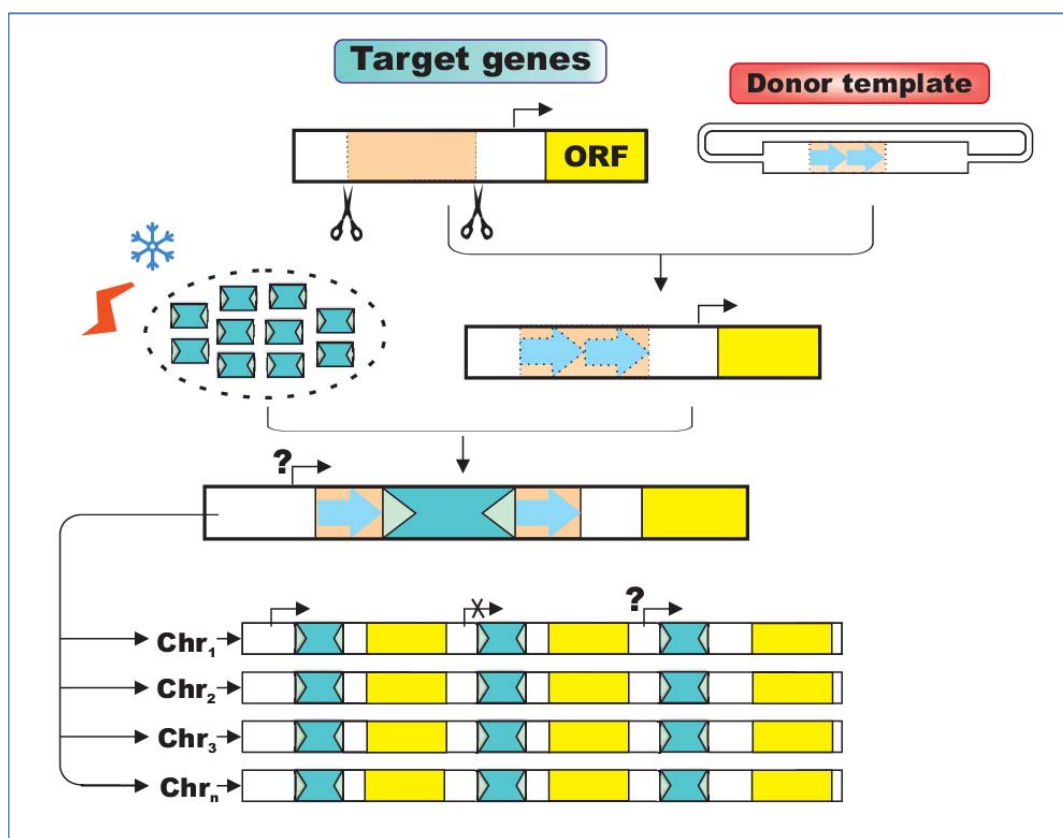 Target genes
Donor template
ORF
?
?
Chr₁
Chr₂
Chr₃
Chrₙ